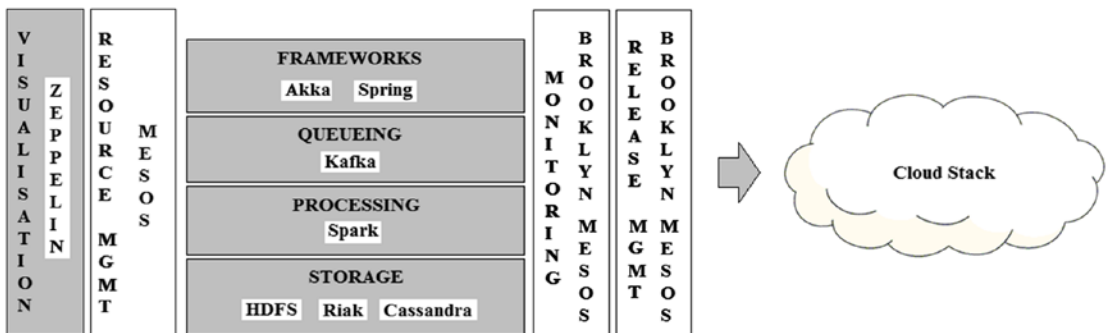 VISUALISATION
ZEPPELIN
RESOURCE MGMT
MESOS
FRAMEWORKS
Akka Spring
QUEUEING
Kafka
PROCESSING
Spark
STORAGE
HDFS Riak Cassandra
MONITORING
BROOKLYN MESOS
RELEASE MGMT
BROOKLYN MESOS
Cloud Stack